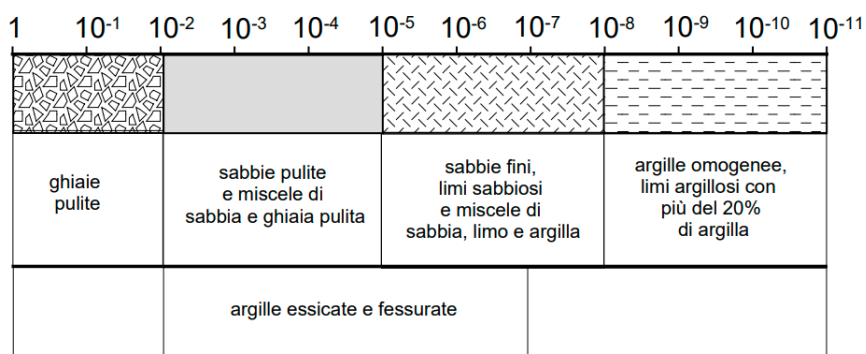 1 10-1 10-2 10-3 10-4 10-5 10-6 10-7 10-8 10-9 10-10 10-11
ghiaie
pulite
sabbie pulite
e miscele di
sabbia e ghiaia pulita
sabbie fini,
limi sabbiosi
e miscele di
sabbia, limo e argilla
argille omogenee,
limi argillosi con
più del 20%
di argilla
argille essicate e fessurate